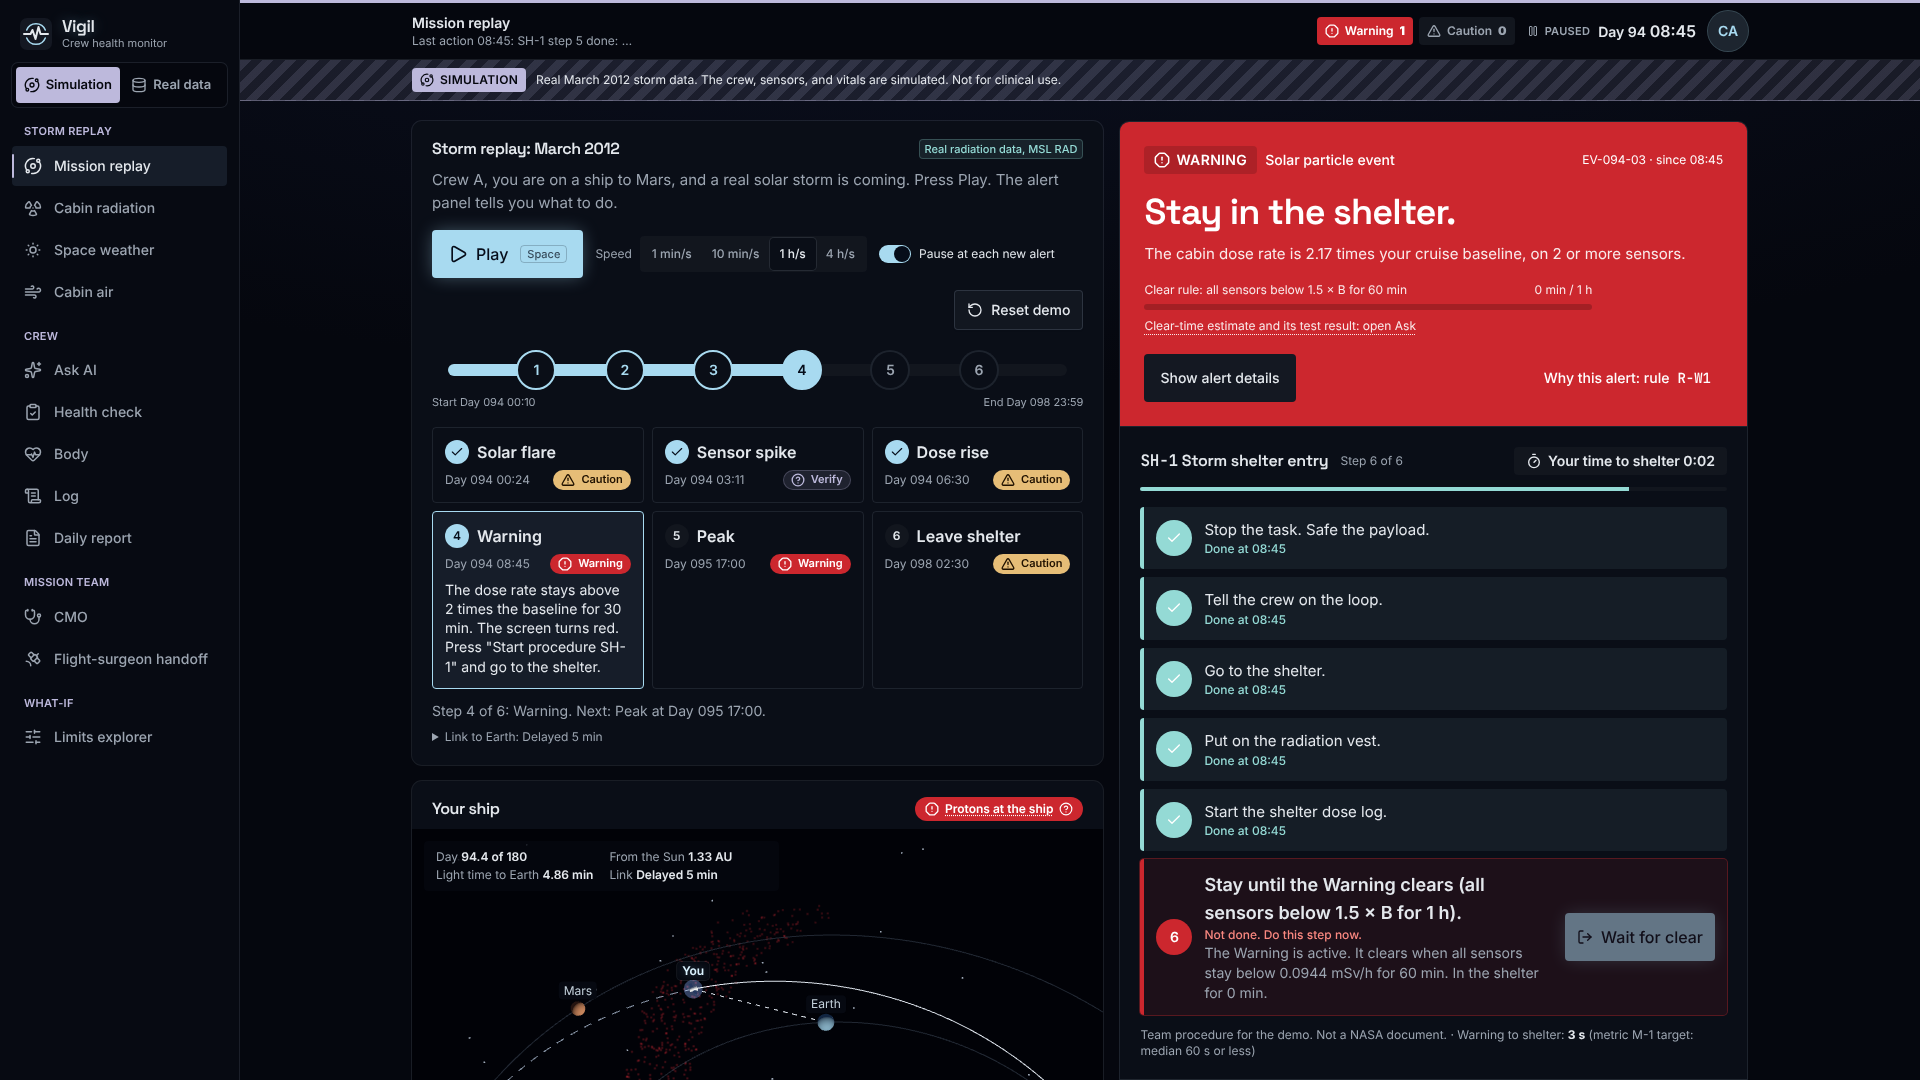 Vigil
Crew health monitor
Simulation
Real data
STORM REPLAY
Mission replay
Cabin radiation
Space weather
Cabin air
CREW
Ask AI
Health check
Body
Log
Daily report
MISSION TEAM
CMO
Flight-surgeon handoff
WHAT-IF
Limits explorer
Mission replay
Last action 08:45: SH-1 step 5 done: ...
Warning 1
Caution 0
PAUSED
Day 94 08:45
CA
SIMULATION
Real March 2012 storm data. The crew, sensors, and vitals are simulated. Not for clinical use.
Storm replay: March 2012
Real radiation data, MSL RAD
Crew A, you are on a ship to Mars, and a real solar storm is coming. Press Play. The alert
panel tells you what to do.
Play Space
Speed
1 min/s
10 min/s
1 h/s
4 h/s
Pause at each new alert
Reset demo
1
2
3
4
5
6
Start Day 094 00:10
End Day 098 23:59
Solar flare
Day 094 00:24
Caution
Sensor spike
Day 094 03:11
Verify
Dose rise
Day 094 06:30
Caution
4 Warning
Day 094 08:45
Warning
The dose rate stays above
2 times the baseline for 30
min. The screen turns red.
Press "Start procedure SH-
1" and go to the shelter.
5 Peak
Day 095 17:00
Warning
6 Leave shelter
Day 098 02:30
Caution
Step 4 of 6: Warning. Next: Peak at Day 095 17:00.
Link to Earth: Delayed 5 min
Your ship
Protons at the ship
Day 94.4 of 180
From the Sun 1.33 AU
Light time to Earth 4.86 min
Link Delayed 5 min
You
Mars
Earth
WARNING
Solar particle event
EV-094-03 · since 08:45
Stay in the shelter.
The cabin dose rate is 2.17 times your cruise baseline, on 2 or more sensors.
Clear rule: all sensors below 1.5 × B for 60 min
0 min / 1 h
Clear-time estimate and its test result: open Ask
Show alert details
Why this alert: rule R-W1
SH-1 Storm shelter entry
Step 6 of 6
Your time to shelter 0:02
Stop the task. Safe the payload.
Done at 08:45
Tell the crew on the loop.
Done at 08:45
Go to the shelter.
Done at 08:45
Put on the radiation vest.
Done at 08:45
Start the shelter dose log.
Done at 08:45
6
Stay until the Warning clears (all
sensors below 1.5 × B for 1 h).
Not done. Do this step now.
The Warning is active. It clears when all sensors
stay below 0.0944 mSv/h for 60 min. In the shelter
for 0 min.
Wait for clear
Team procedure for the demo. Not a NASA document. · Warning to shelter: 3 s (metric M-1 target:
median 60 s or less)